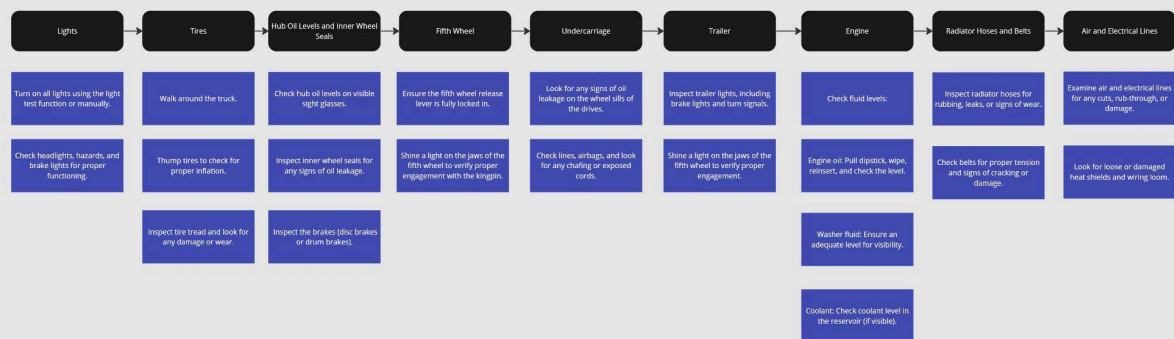 Lights
Tires
Hub Oil Levels and Inner Wheel
Seals
Fifth Wheel
Undercarriage
Trailer
Engine
Radiator Hoses and Belts
Air and Electrical Lines
Turn on all lights using the light
test function or manually.
Check headlights, hazards, and
brake lights for proper
functioning.
Walk around the truck.
Thump tires to check for
proper inflation.
Inspect tire tread and look for
any damage or wear.
Check hub oil levels on visible
sight glasses.
Inspect inner wheel seals for
any signs of oil leakage.
Inspect the brakes (disc brakes
or drum brakes).
Ensure the fifth wheel release
lever is fully locked in.
Shine a light on the jaws of the
fifth wheel to verify proper
engagement with the kingpin.
Look for any signs of oil
leakage on the wheel sills of
the drives.
Check lines, airbags, and look
for any chafing or exposed
cords.
Inspect trailer lights, including
brake lights and turn signals.
Shine a light on the jaws of the
fifth wheel to verify proper
engagement.
Check fluid levels:
Engine oil: Pull dipstick, wipe,
reinsert, and check the level.
Washer fluid: Ensure an
adequate level for visibility.
Coolant: Check coolant level in
the reservoir (if visible).
Inspect radiator hoses for
rubbing, leaks, or signs of wear.
Check belts for proper tension
and signs of cracking or
damage.
Examine air and electrical lines
for any cuts, rub-through, or
damage.
Look for loose or damaged
heat shields and wiring loom.